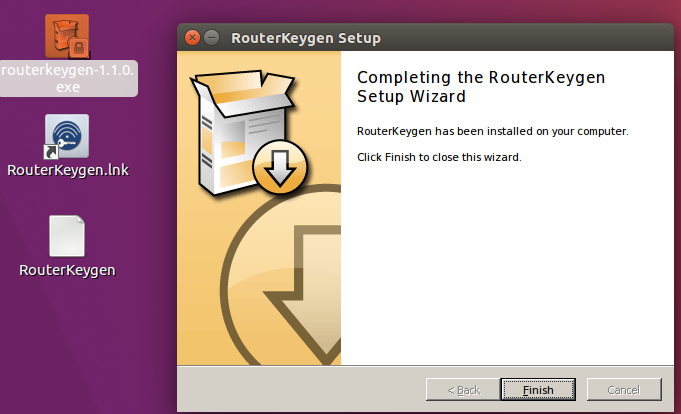 routerkeygen-1.1.0.
exe
RouterKeygen.lnk
RouterKeygen
RouterKeygen Setup
Completing the RouterKeygen
Setup Wizard
RouterKeygen has been installed on your computer.
Click Finish to close this wizard.
< Back
Finish
Cancel